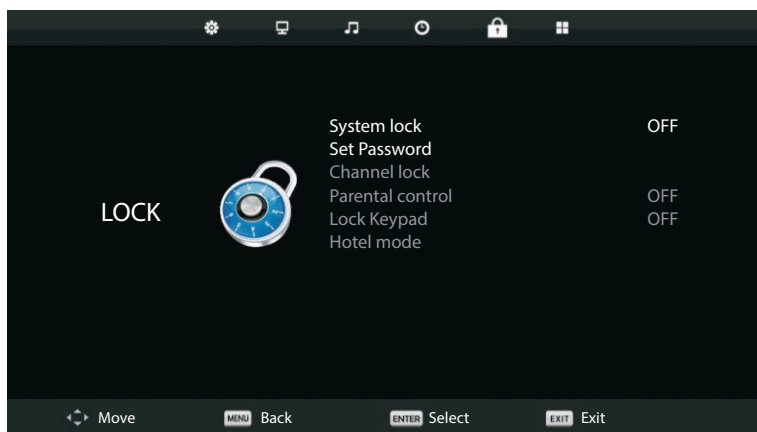 System lock OFF
Set Password
Channel lock
Parental control OFF
LOCK
Lock Keypad OFF
Hotel mode
Move MENU Back ENTER Select EXIT Exit